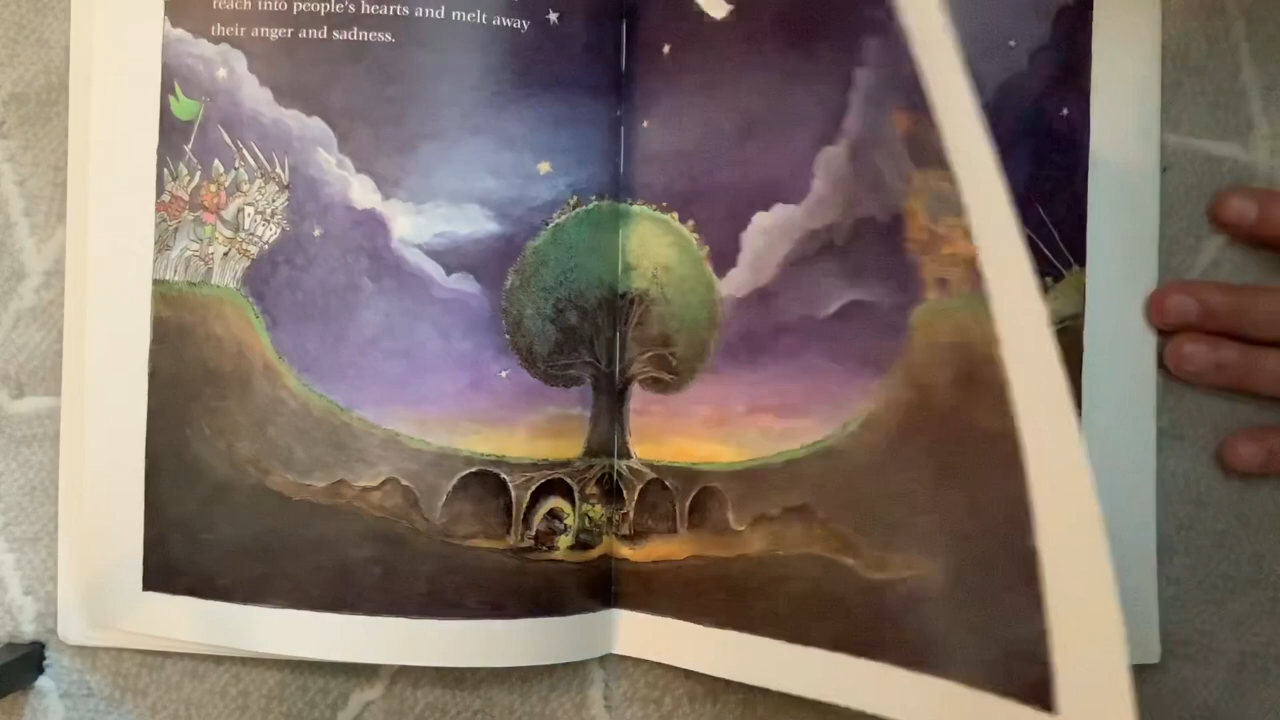 reach into people's hearts and melt away
their anger and sadness.